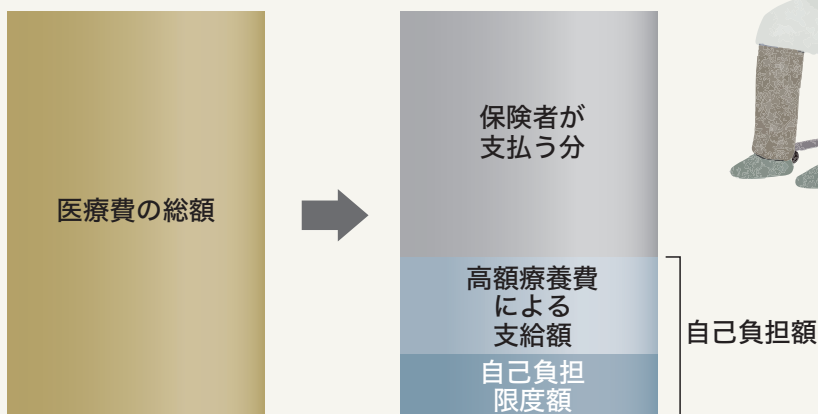 医療費の総額
保険者が
支払う分
高額療養費
による
支給額
自己負担額
自己負担
限度額